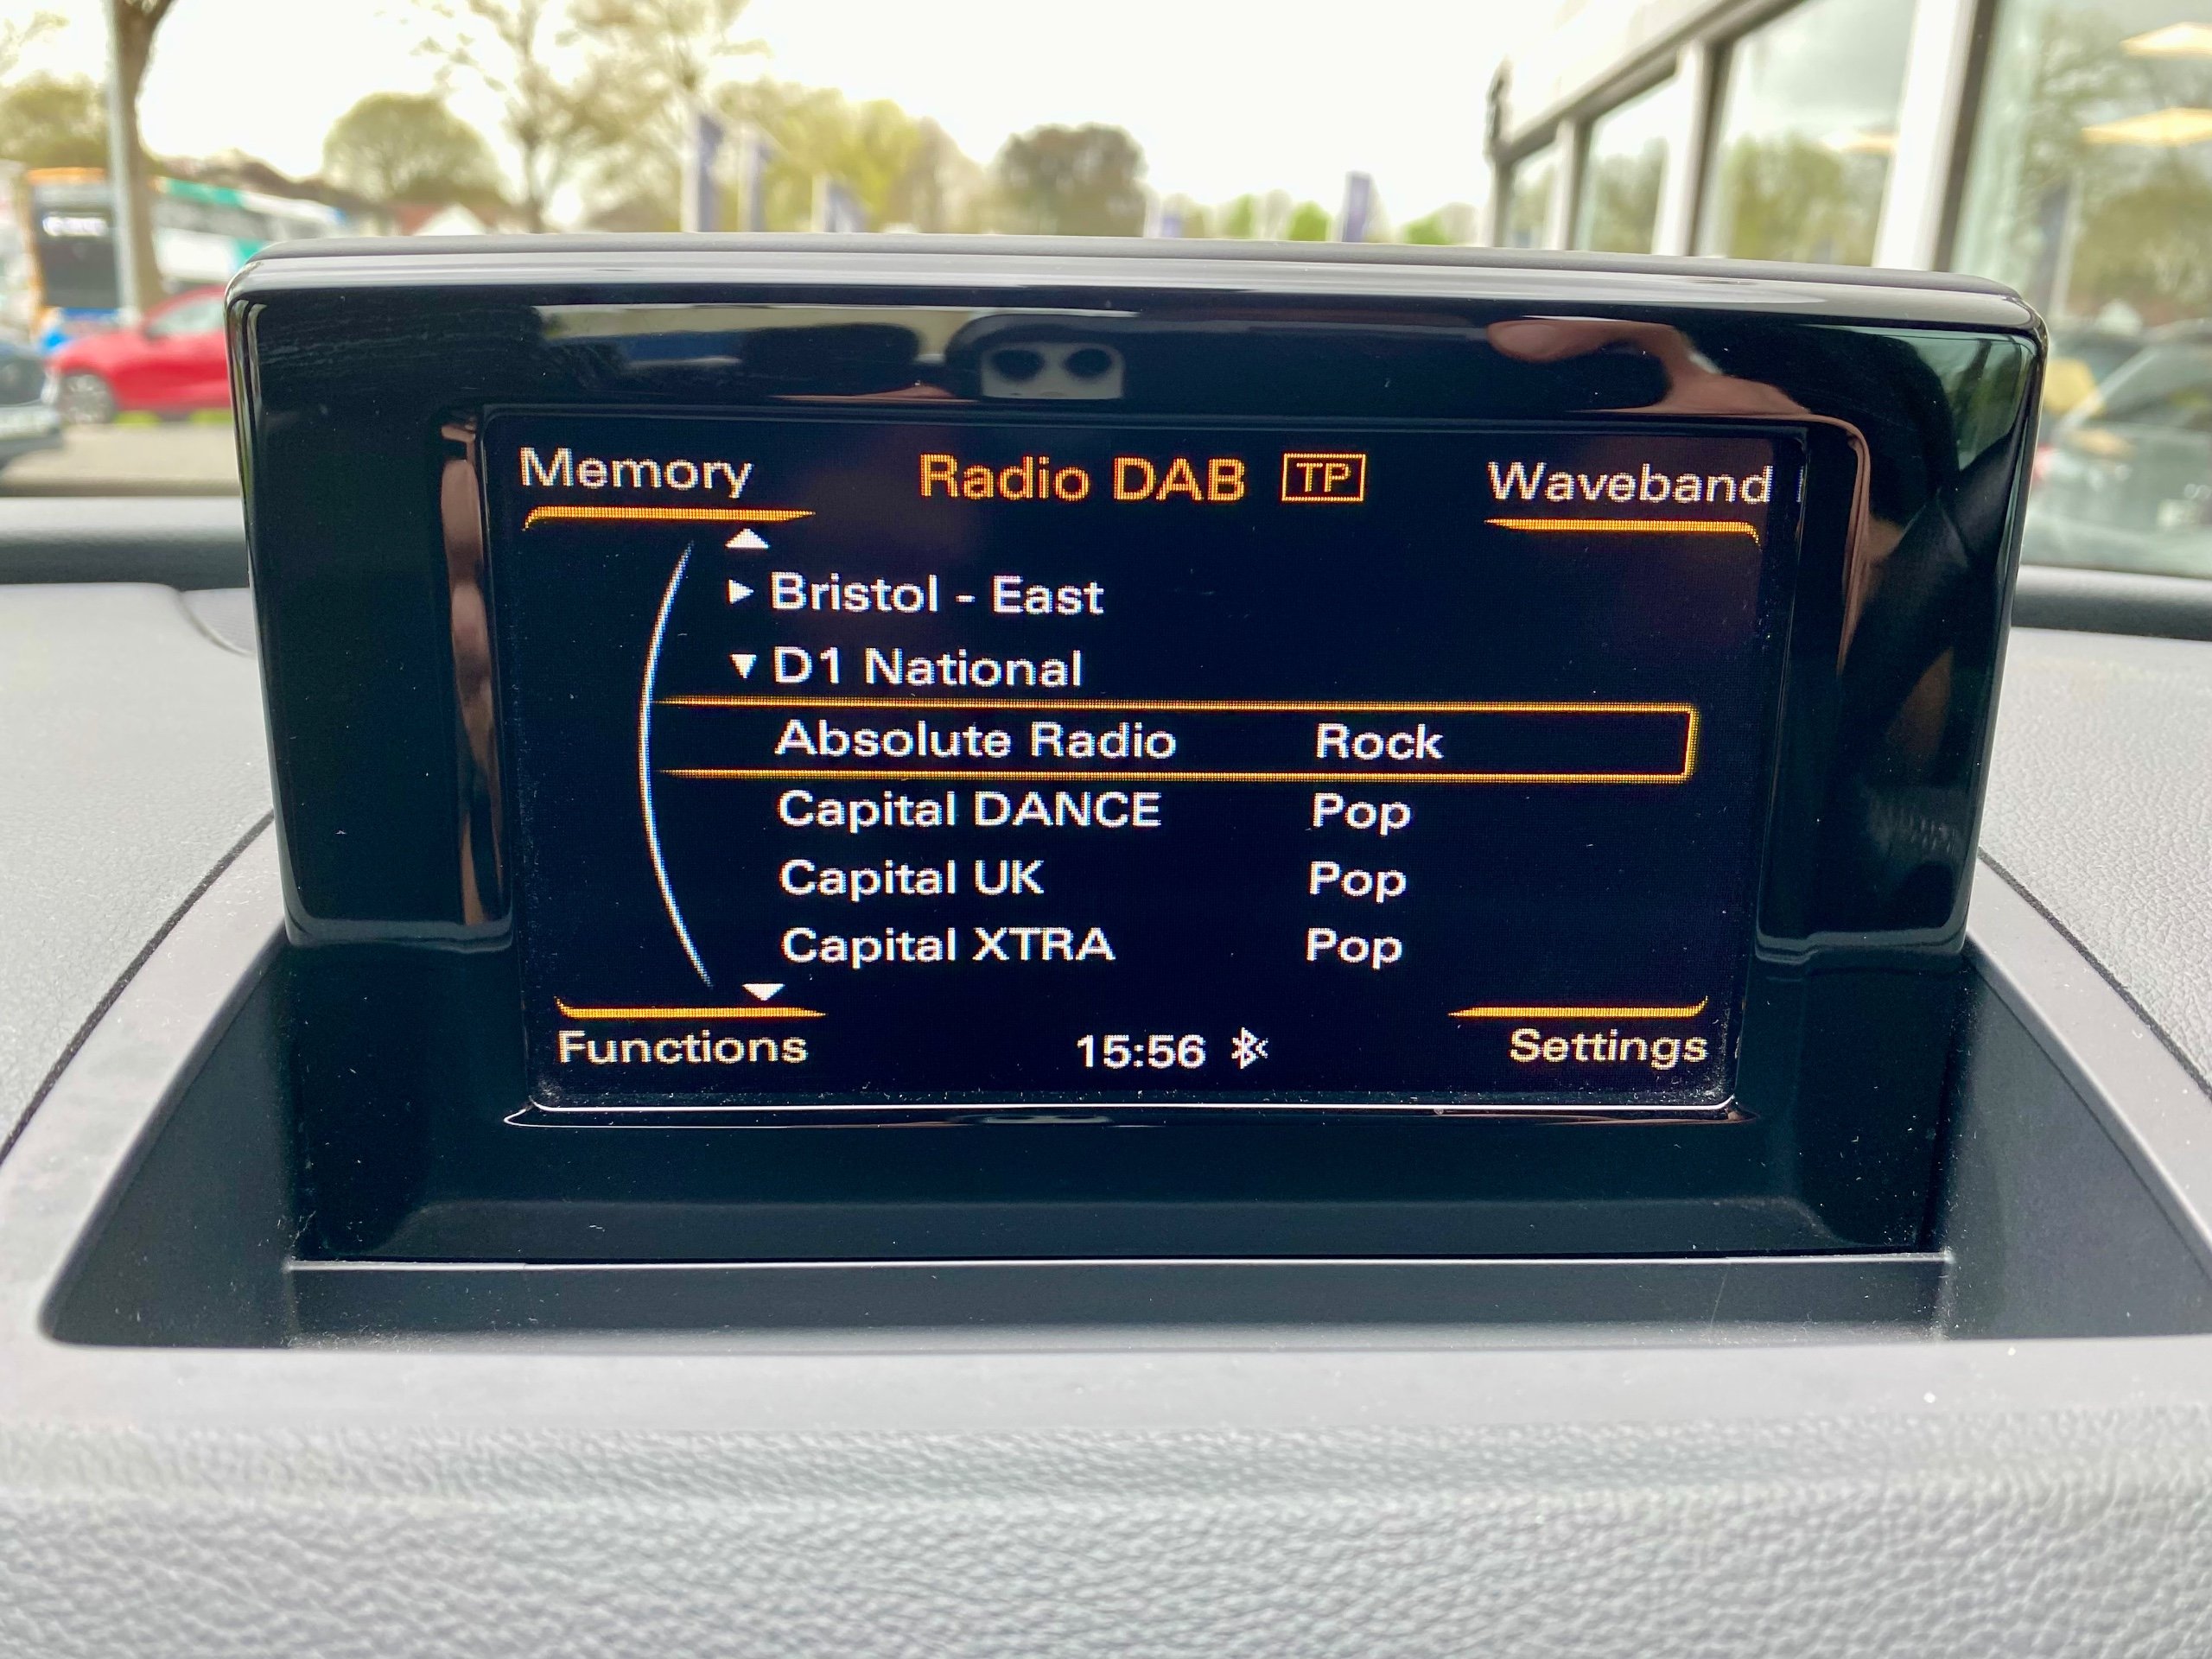 Memory Radio DAB TP Waveband
Bristol - East
D1 National
Absolute Radio Rock
Capital DANCE Pop
Capital UK Pop
Capital XTRA Pop
Functions 15:56 Settings